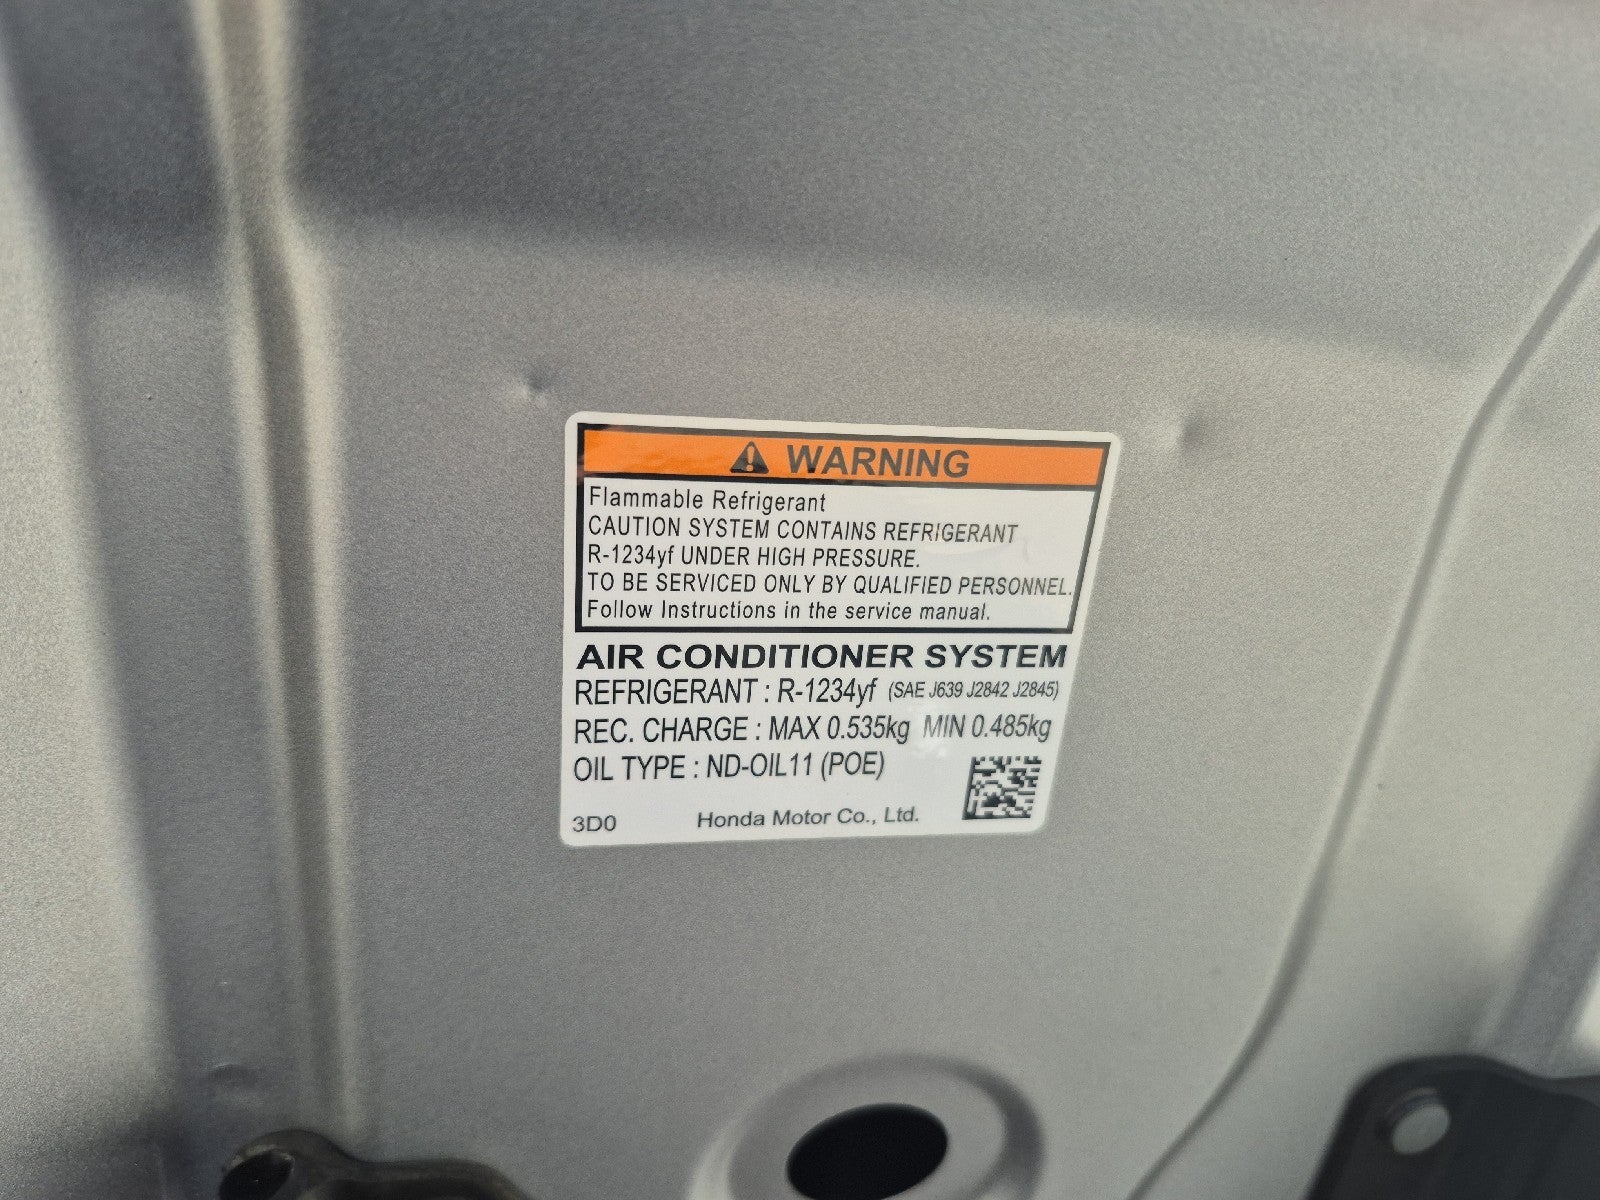 WARNING
Flammable Refrigerant
CAUTION SYSTEM CONTAINS REFRIGERANT
R-1234yf UNDER HIGH PRESSURE.
TO BE SERVICED ONLY BY QUALIFIED PERSONNEL.
Follow Instructions in the service manual.
AIR CONDITIONER SYSTEM
REFRIGERANT : R-1234yf (SAE J639 J2842 J2845)
REC. CHARGE : MAX 0.535kg MIN 0.485kg
OIL TYPE : ND-OIL11 (POE)
3D0 Honda Motor Co., Ltd.